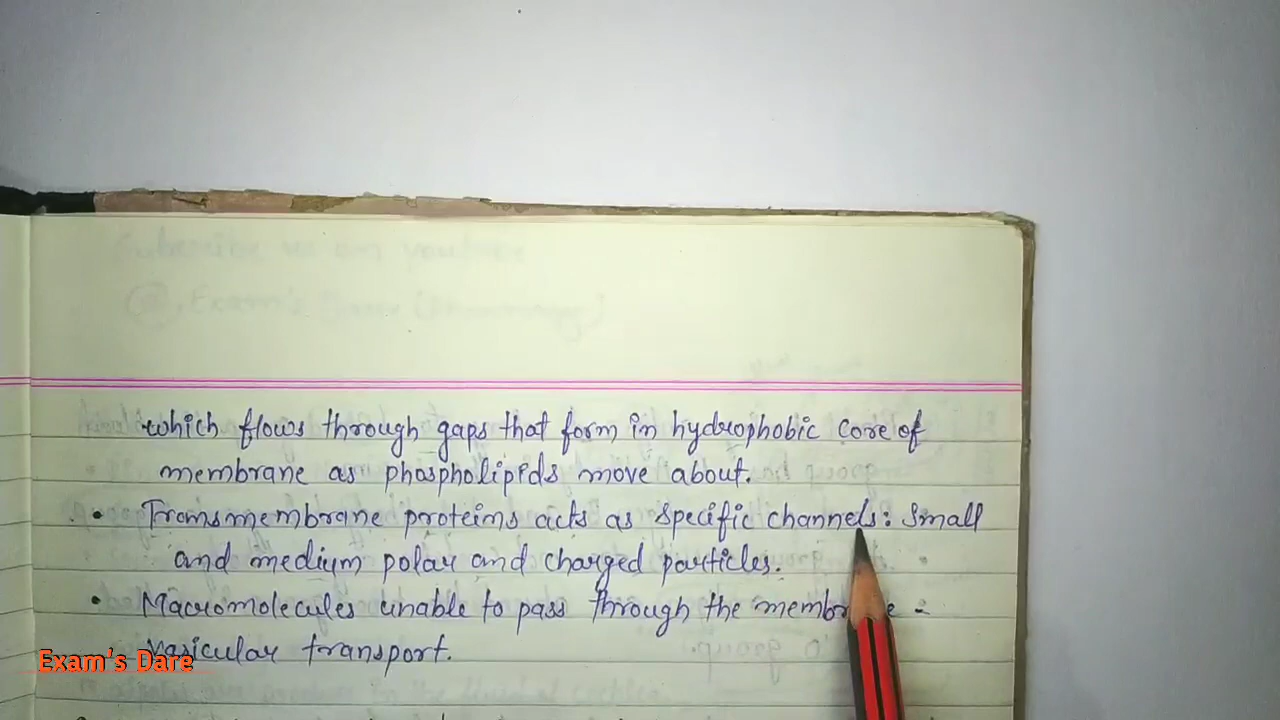 which flows through gaps that form in hydrophobic core of
membrane as phospholipids move about.
• Transmembrane proteins acts as specific channels: Small
and medium polar and charged particles.
• Macromolecules unable to pass through the membrane -
Vasicular transport.
Exam's Dare